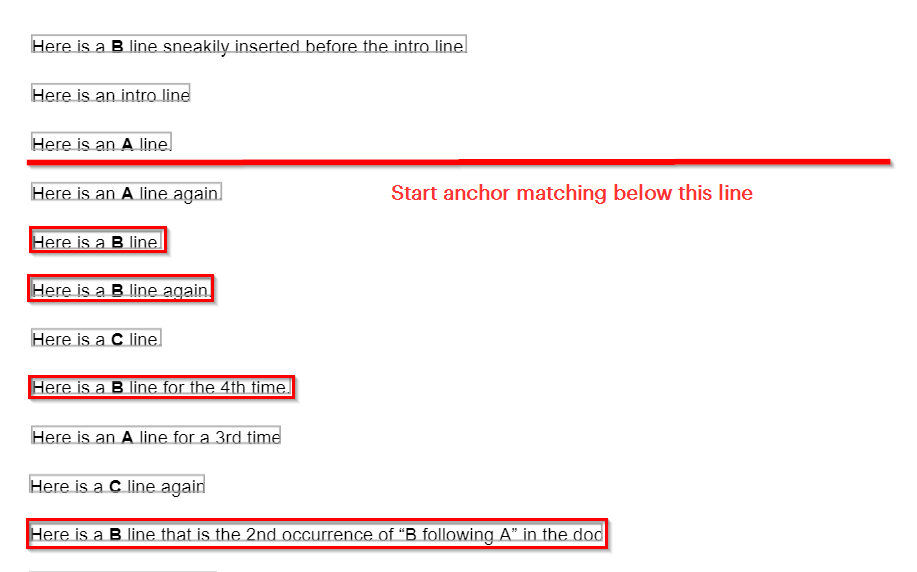 Here is a B line sneakily inserted before the intro line.
Here is an intro line
Here is an A line.
Here is an A line again.
Start anchor matching below this line
Here is a B line.
Here is a B line again.
Here is a C line.
Here is a B line for the 4th time.
Here is an A line for a 3rd time
Here is a C line again
Here is a B line that is the 2nd occurrence of “B following A” in the doc